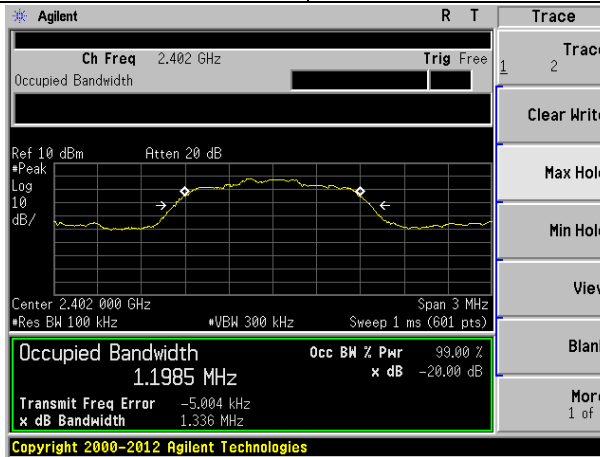 Agilent R T Trace
Ch Freq 2.402 GHz Trig Free
Occupied Bandwidth
Trace
1 2
Clear Write
Max Hold
Min Hold
View
Blank
More
1 of
Ref 10 dBm Atten 20 dB
#Peak
Log
10
dB/
Center 2.402 000 GHz Span 3 MHz
#Res BW 100 kHz #VBW 300 kHz Sweep 1 ms (601 pts)
Occupied Bandwidth Occ BW % Pwr 99.00 %
1.1985 MHz x dB -20.00 dB
Transmit Freq Error -5.004 kHz
x dB Bandwidth 1.336 MHz
Copyright 2000-2012 Agilent Technologies